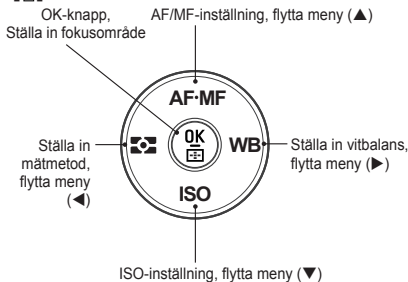 OK-knapp,
Ställa in fokusområde
AF/MF-inställning, flytta meny (▲)
AF·MF
OK
Ställa in
mätmetod,
flytta meny
(◀)
WB
Ställa in vitbalans,
flytta meny (▶)
ISO
ISO-inställning, flytta meny (▼)